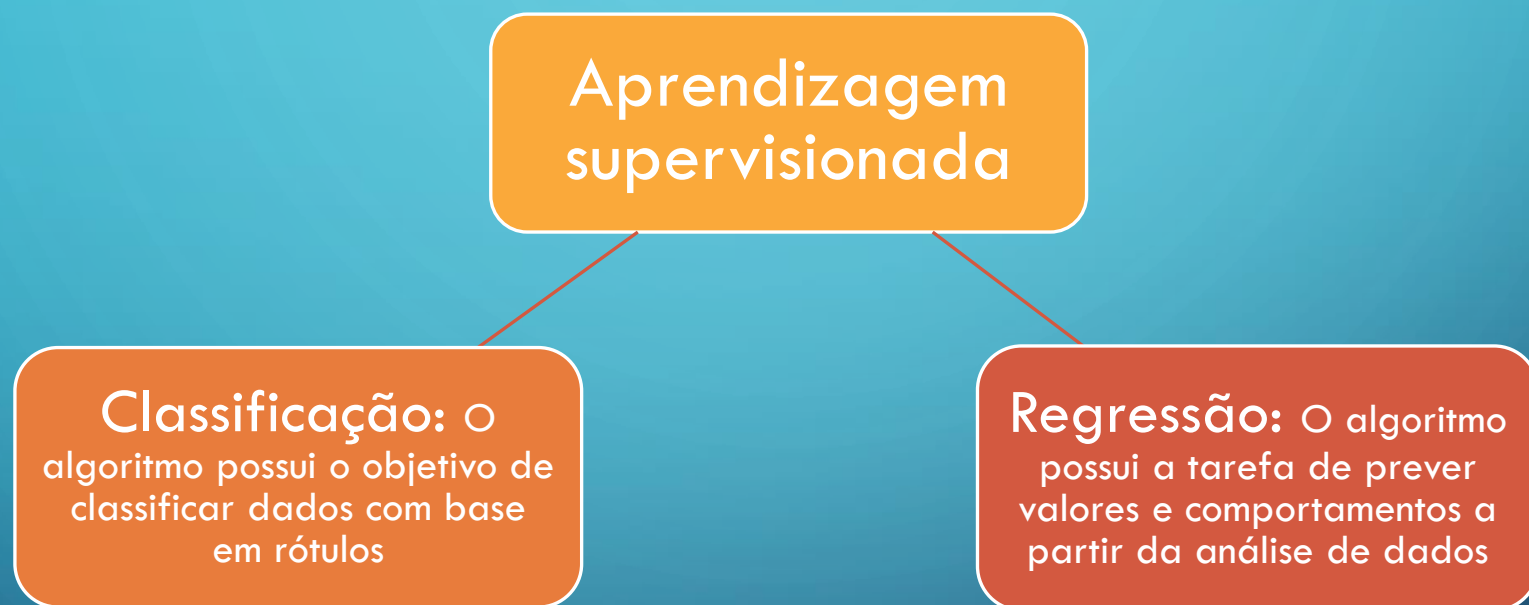 Aprendizagem
supervisionada
Classificação: O
algoritmo possui o objetivo de
classificar dados com base
em rótulos
Regressão: O algoritmo
possui a tarefa de prever
valores e comportamentos a
partir da análise de dados